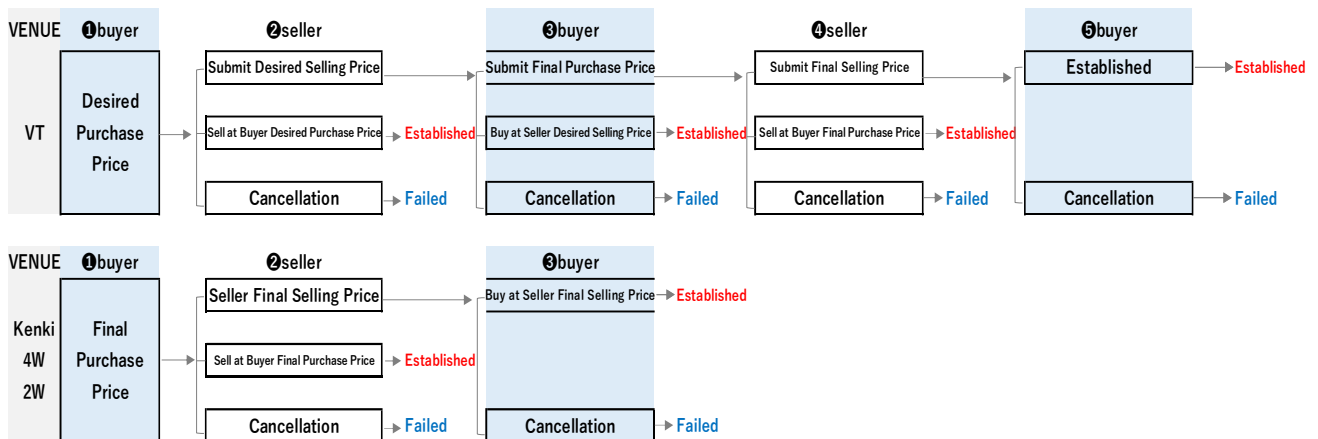 VENUE ❶buyer ❷seller ❸buyer ❹seller ❺buyer
Submit Desired Selling Price Submit Final Purchase Price Submit Final Selling Price Established Established
VT Desired Purchase Price Sell at Buyer Desired Purchase Price Established Buy at Seller Desired Selling Price Established Sell at Buyer Final Purchase Price Established
Cancellation Failed Cancellation Failed Cancellation Failed Cancellation Failed
VENUE ❶buyer ❷seller ❸buyer
Seller Final Selling Price Buy at Seller Final Selling Price Established
Kenki Final
4W Purchase Sell at Buyer Final Purchase Price Established
2W Price
Cancellation Failed Cancellation Failed